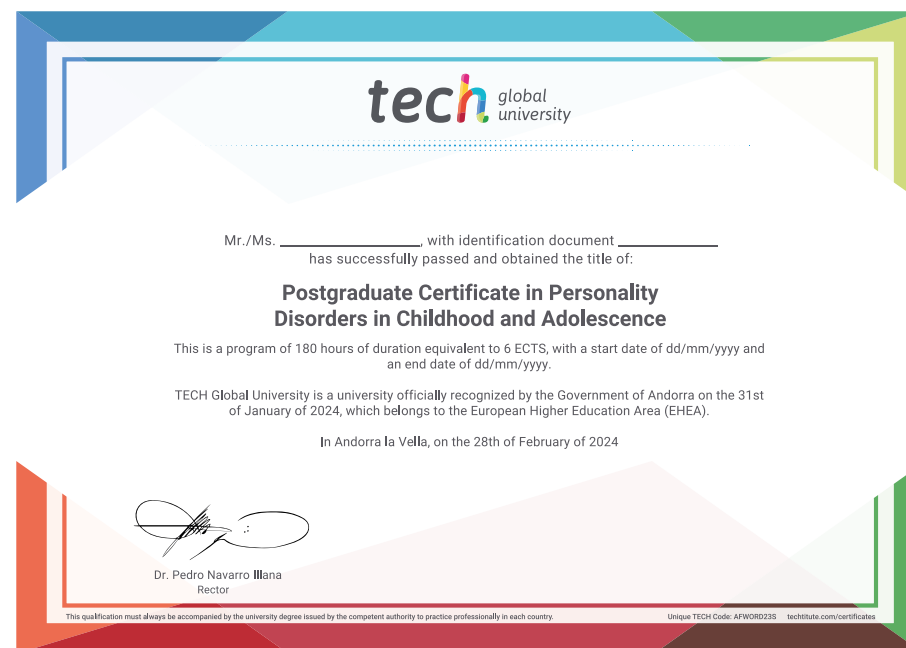 tech global university
Mr./Ms. ____________, with identification document ____________
has successfully passed and obtained the title of:
Postgraduate Certificate in Personality
Disorders in Childhood and Adolescence
This is a program of 180 hours of duration equivalent to 6 ECTS, with a start date of dd/mm/yyyy and
an end date of dd/mm/yyyy.
TECH Global University is a university officially recognized by the Government of Andorra on the 31st
of January of 2024, which belongs to the European Higher Education Area (EHEA).
In Andorra la Vella, on the 28th of February of 2024
Dr. Pedro Navarro Illana
Rector
This qualification must always be accompanied by the university degree issued by the competent authority to practice professionally in each country.
Unique TECH Code: AFWORD23S techtitute.com/certificates